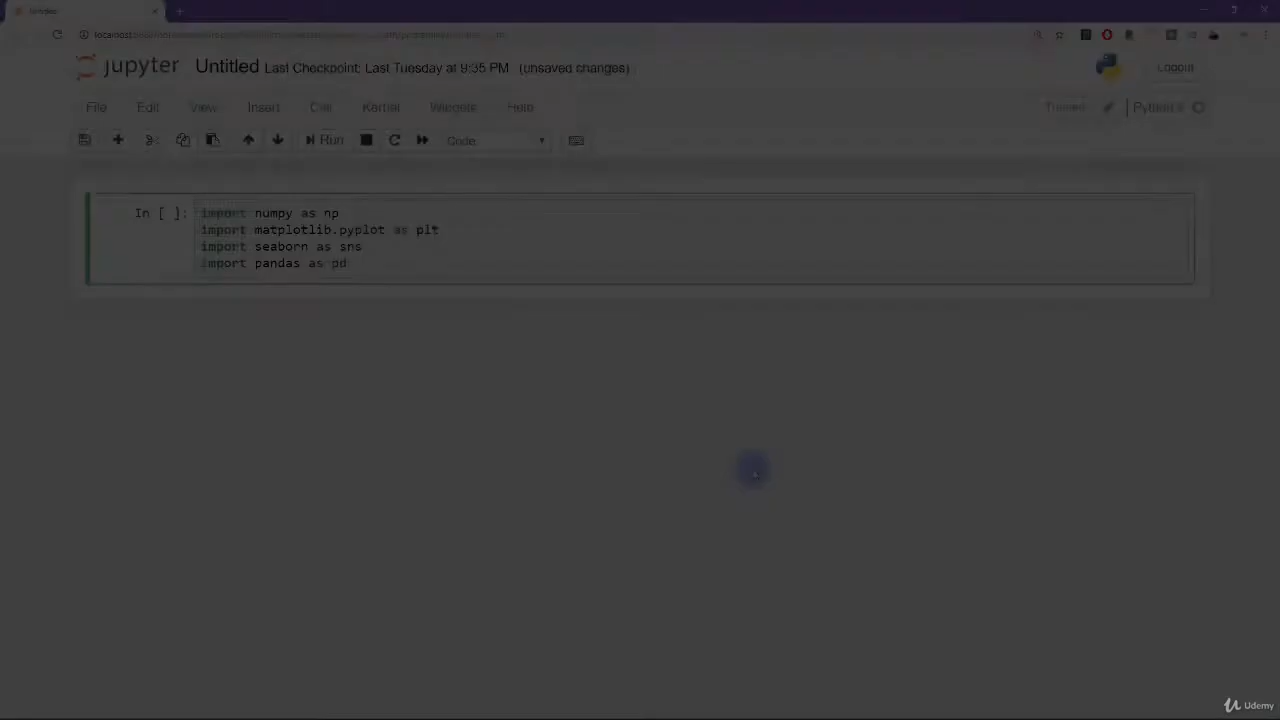 Untitled
jupyter Untitled Last Checkpoint: Last Tuesday at 9:35 PM (unsaved changes)
Logout
File Edit View Insert Cell Kernel Widgets Help
Trusted Python 3
Run Code
In [ ]: import numpy as np
import matplotlib.pyplot as plt
import seaborn as sns
import pandas as pd
Udemy